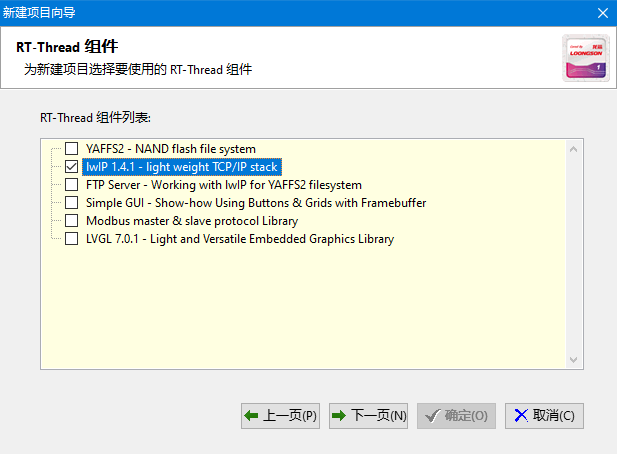 新建项目向导
RT-Thread 组件
为新建项目选择要使用的 RT-Thread 组件
LOONGSON
RT-Thread 组件列表:
YAFFS2 - NAND flash file system
lwIP 1.4.1 - light weight TCP/IP stack
FTP Server - Working with lwIP for YAFFS2 filesystem
Simple GUI - Show-how Using Buttons & Grids with Framebuffer
Modbus master & slave protocol Library
LVGL 7.0.1 - Light and Versatile Embedded Graphics Library
上一页(P) 下一页(N) 确定(O) 取消(C)